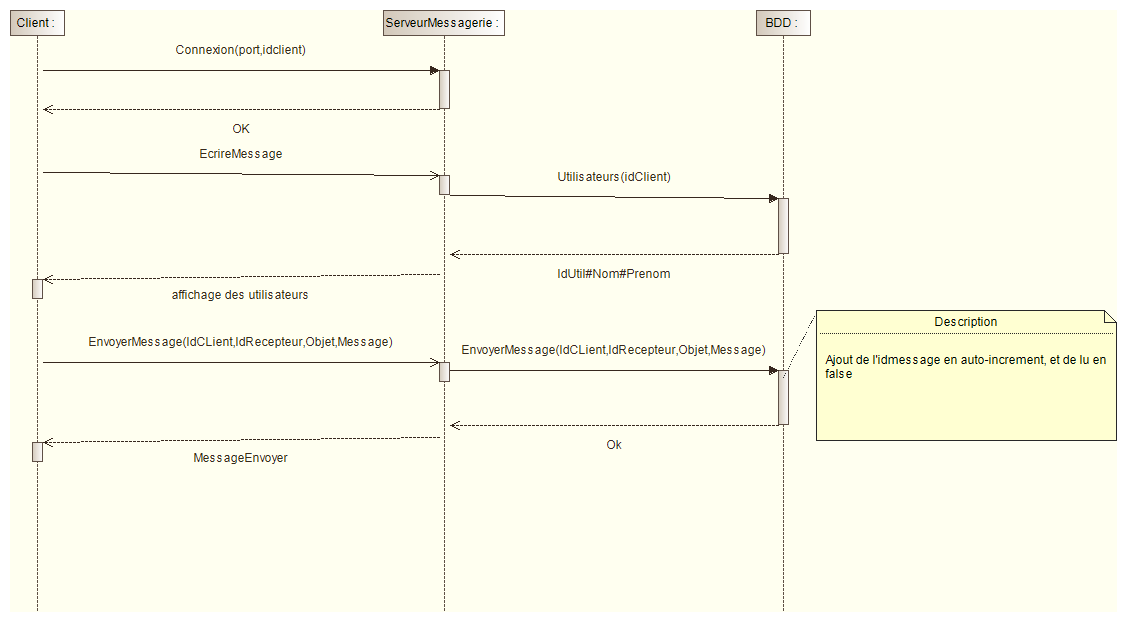 Client :
ServeurMessagerie :
BDD :
Connexion(port,idclient)
OK
EcrireMessage
Utilisateurs(idClient)
IdUtil#Nom#Prenom
affichage des utilisateurs
EnvoyerMessage(IdCLient,IdRecepteur,Objet,Message)
EnvoyerMessage(IdCLient,IdRecepteur,Objet,Message)
Description
Ajout de l'idmessage en auto-increment, et de lu en
false
Ok
MessageEnvoyer